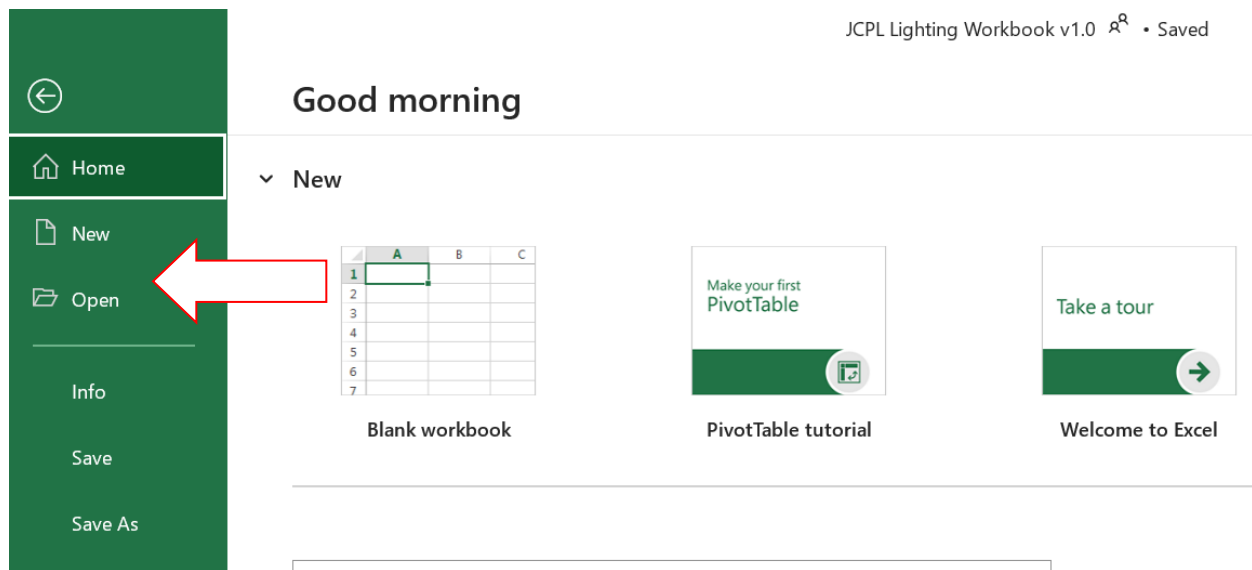 JCPL Lighting Workbook v1.0 • Saved
Good morning
Home
New
New
Open
Info
Save
Save As
A B C
1
2
3
4
5
6
7
Blank workbook
Make your first
PivotTable
PivotTable tutorial
Take a tour
Welcome to Excel